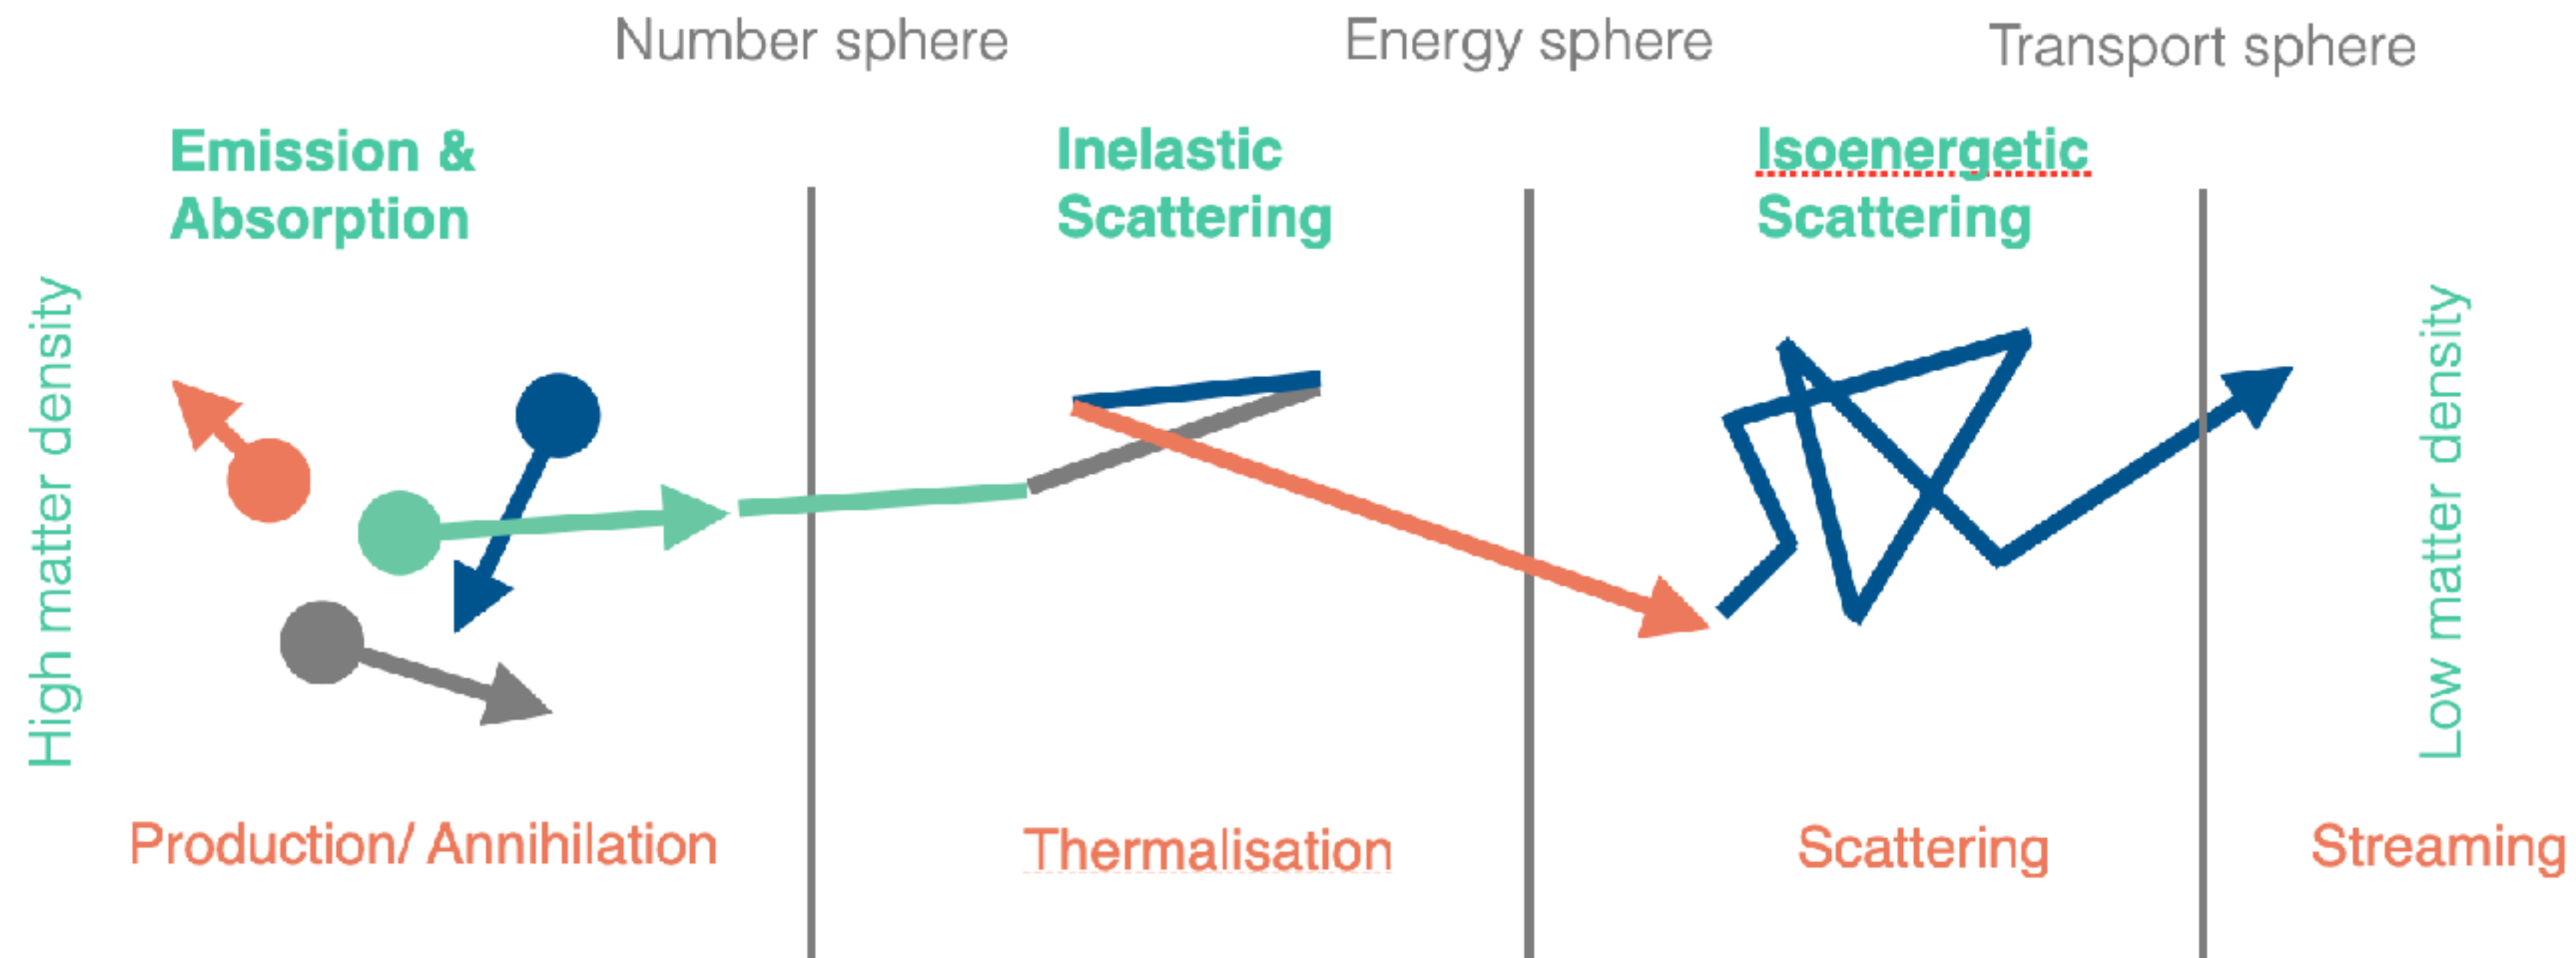 Number sphere
Energy sphere
Transport sphere
Emission &
Absorption
Inelastic
Scattering
Isoenergetic
Scattering
High matter density
Low matter density
Production/ Annihilation
Thermalisation
Scattering
Streaming